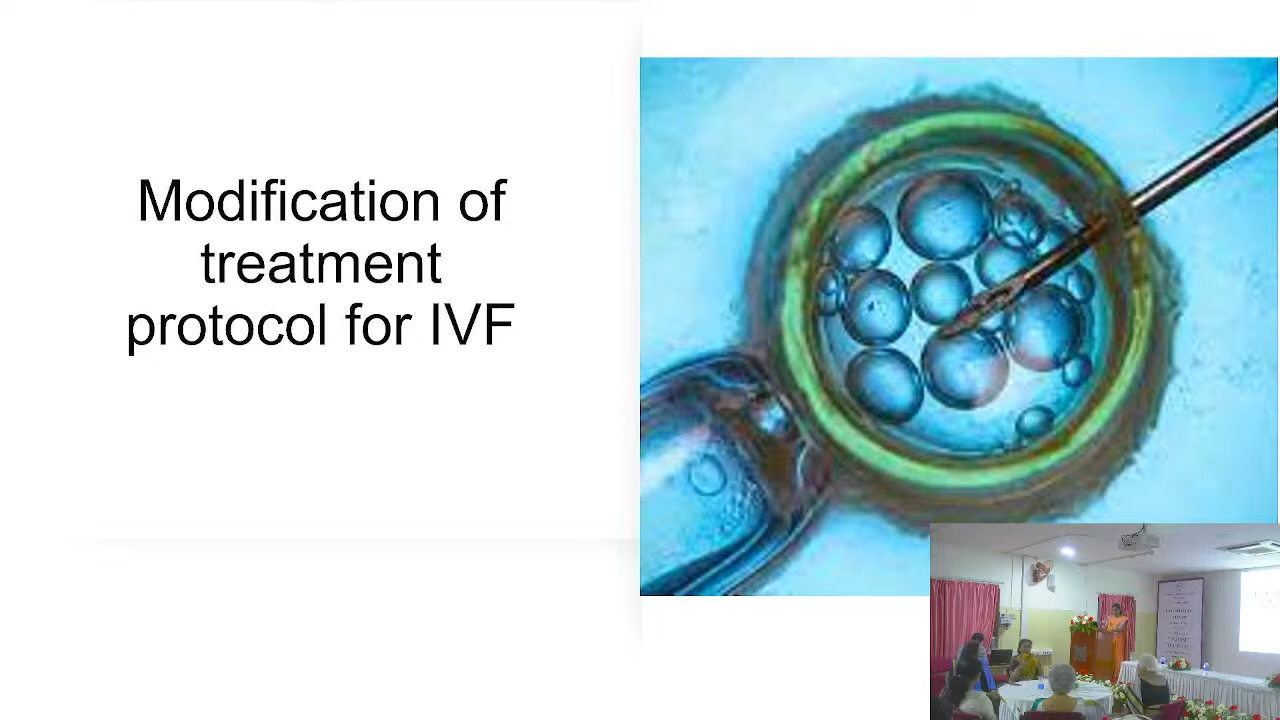 Modification of
treatment
protocol for IVF